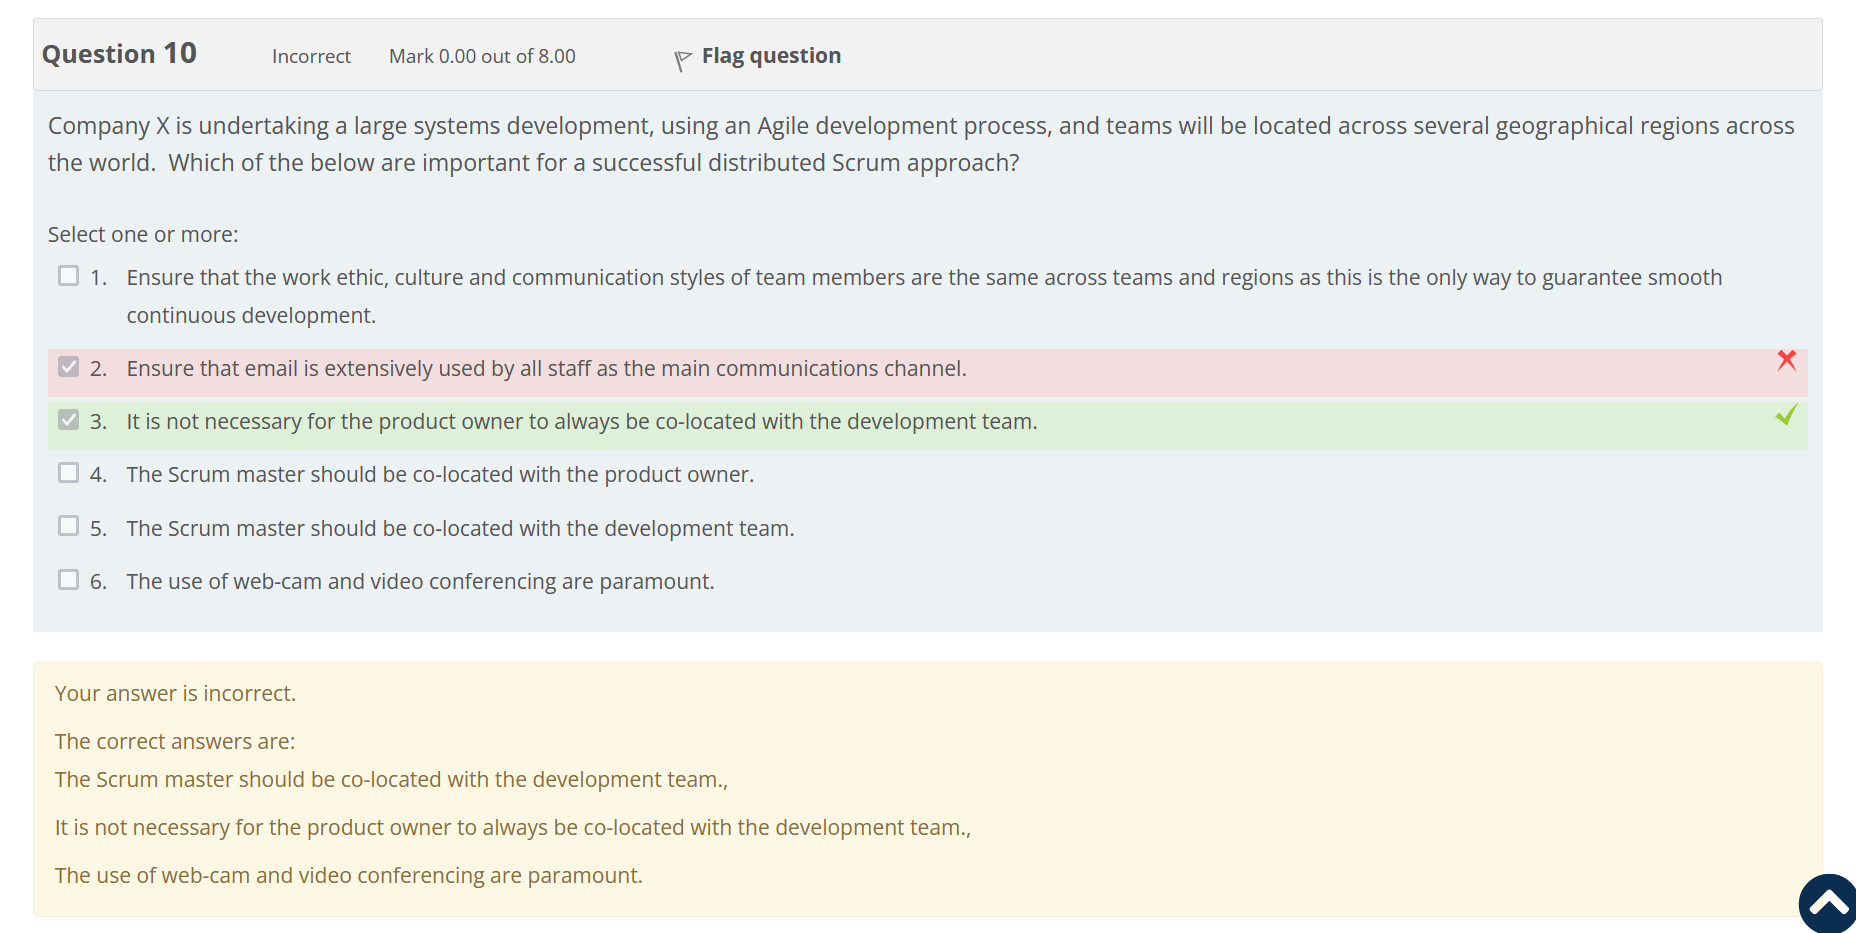 Question 10 Incorrect Mark 0.00 out of 8.00 Flag question
Company X is undertaking a large systems development, using an Agile development process, and teams will be located across several geographical regions across
the world. Which of the below are important for a successful distributed Scrum approach?
Select one or more:
1. Ensure that the work ethic, culture and communication styles of team members are the same across teams and regions as this is the only way to guarantee smooth
continuous development.
2. Ensure that email is extensively used by all staff as the main communications channel.
3. It is not necessary for the product owner to always be co-located with the development team.
4. The Scrum master should be co-located with the product owner.
5. The Scrum master should be co-located with the development team.
6. The use of web-cam and video conferencing are paramount.
Your answer is incorrect.
The correct answers are:
The Scrum master should be co-located with the development team.,
It is not necessary for the product owner to always be co-located with the development team.,
The use of web-cam and video conferencing are paramount.